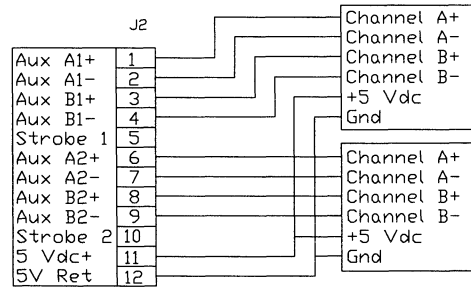 J2
Aux A1+ 1
Aux A1- 2
Aux B1+ 3
Aux B1- 4
Strobe 1 5
Aux A2+ 6
Aux A2- 7
Aux B2+ 8
Aux B2- 9
Strobe 2 10
5 Vdc+ 11
5V Ret 12
Channel A+
Channel A-
Channel B+
Channel B-
+5 Vdc
Gnd
Channel A+
Channel A-
Channel B+
Channel B-
+5 Vdc
Gnd